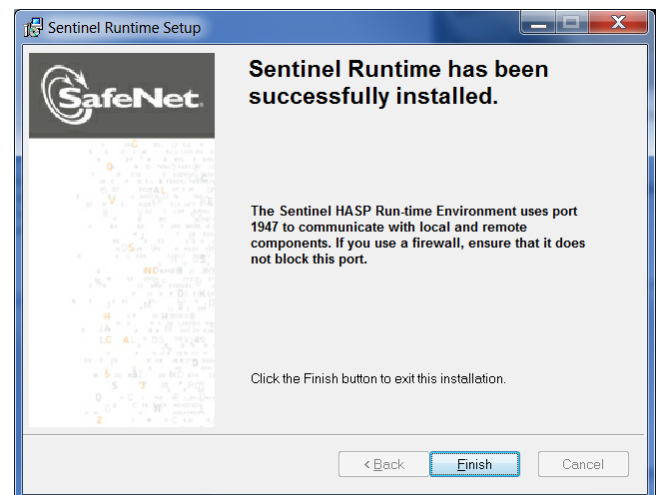 Sentinel Runtime Setup
SafeNet.
Sentinel Runtime has been
successfully installed.
The Sentinel HASP Run-time Environment uses port
1947 to communicate with local and remote
components. If you use a firewall, ensure that it does
not block this port.
Click the Finish button to exit this installation.
< Back
Finish
Cancel